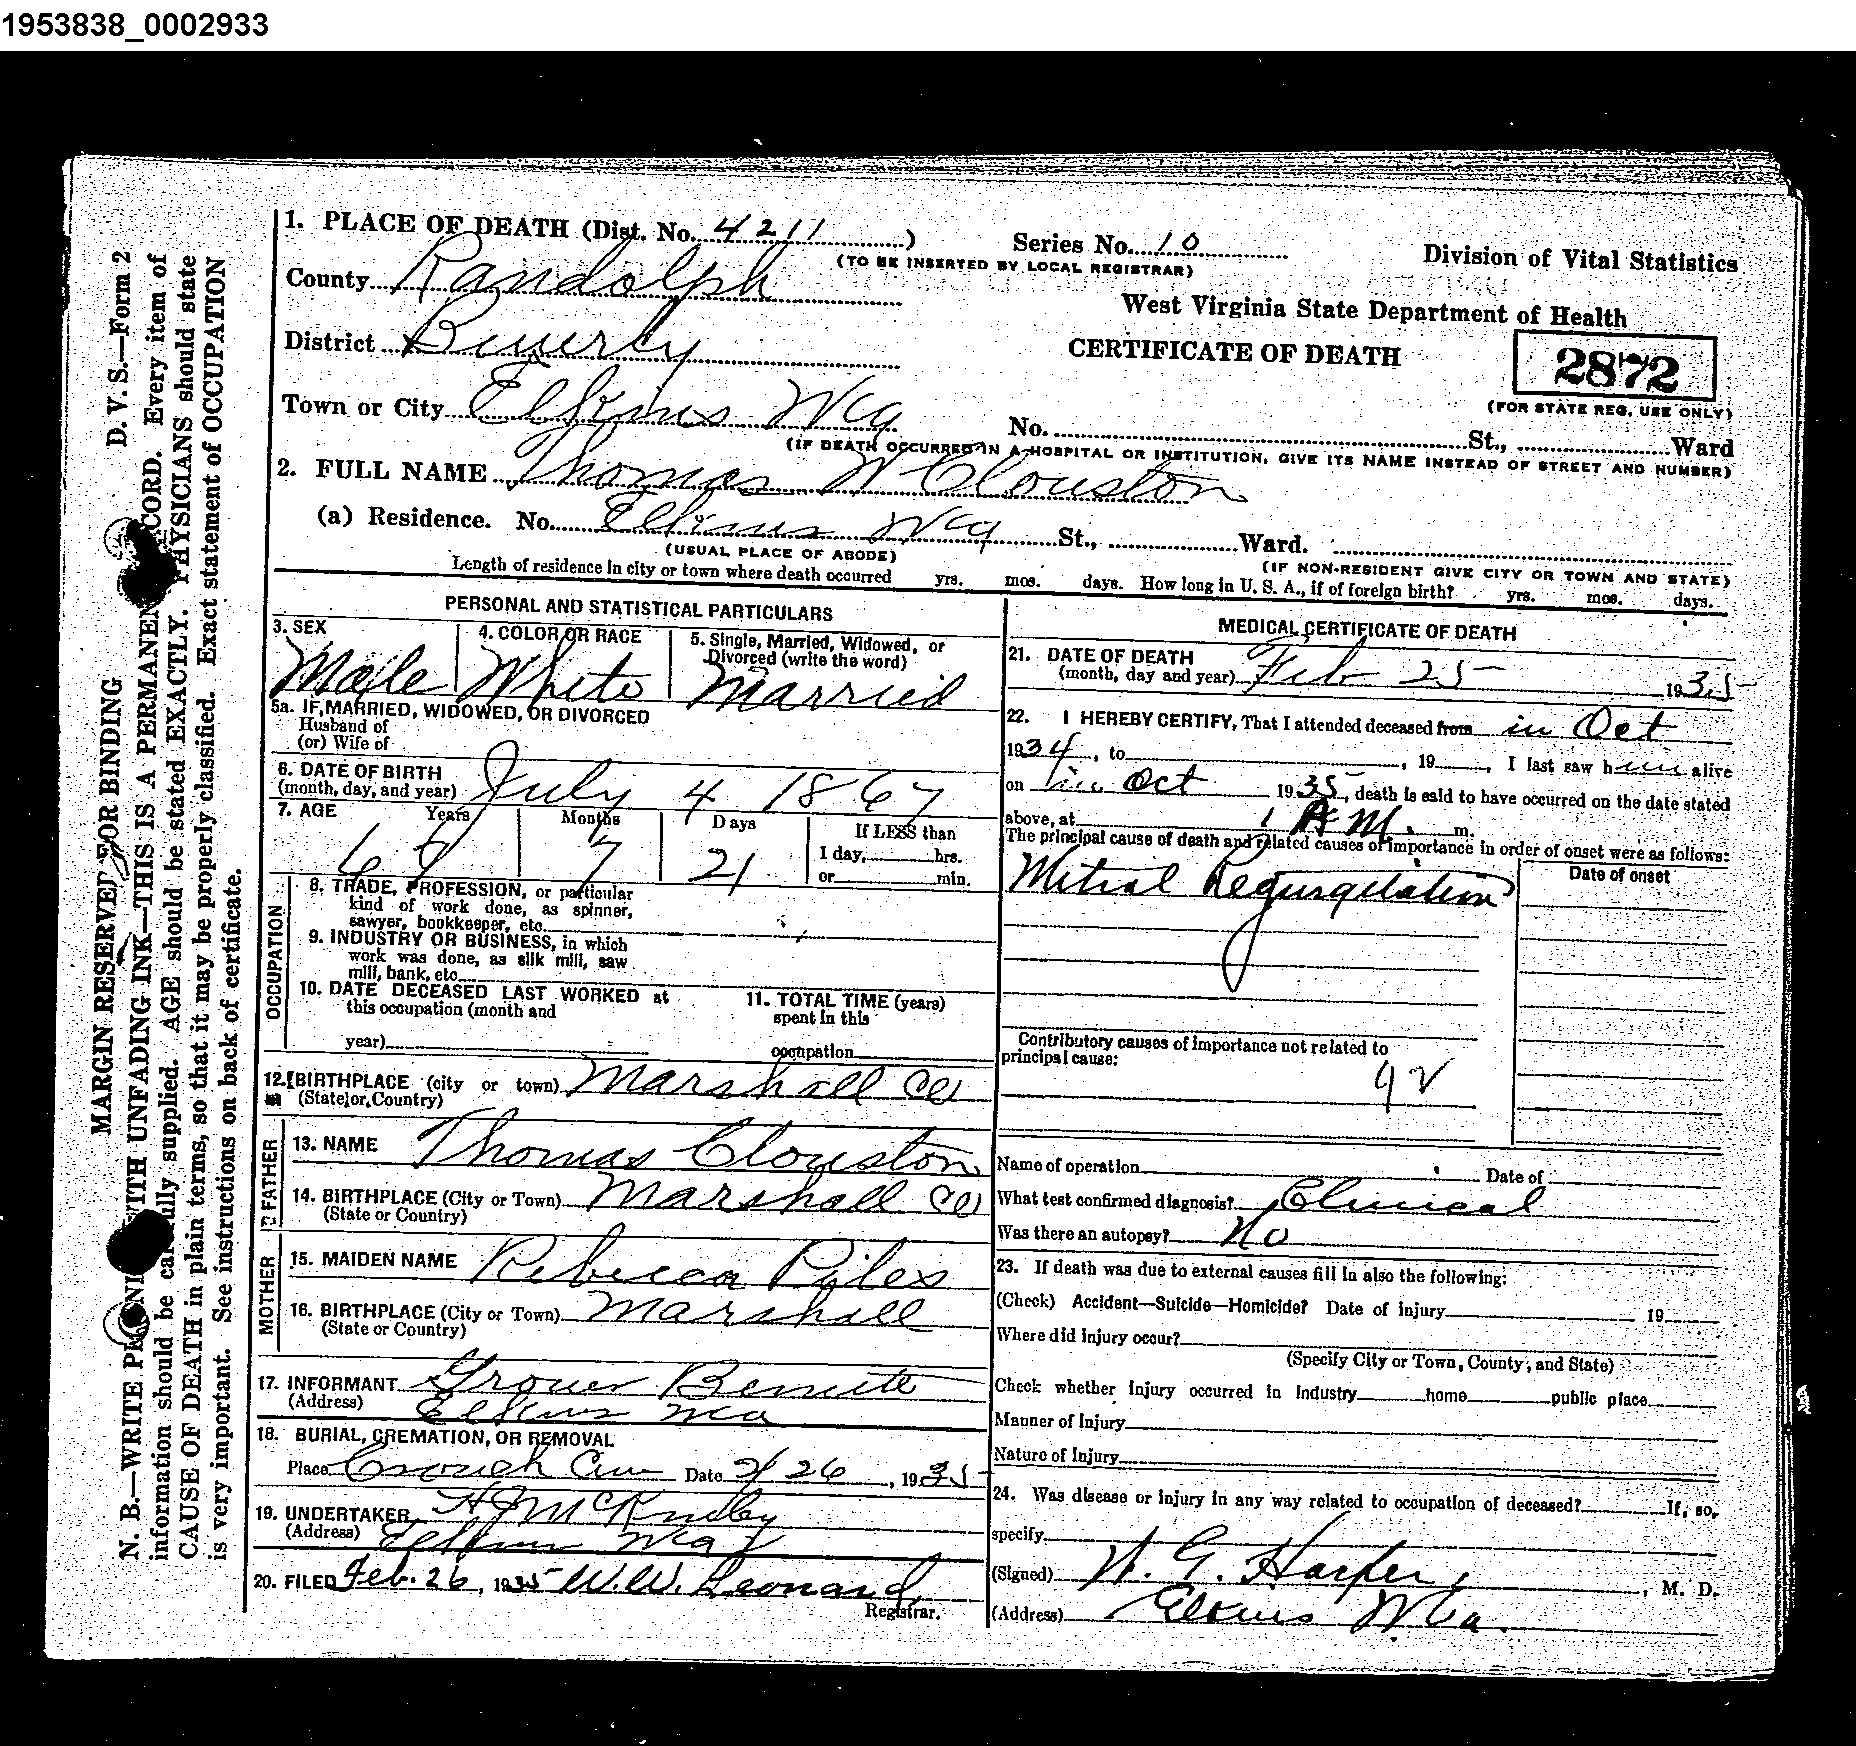 1953838_0002933
1. PLACE OF DEATH (Dist. No. 4211)
Series No. 10
(TO BE INSERTED BY LOCAL REGISTRAR)
Division of Vital Statistics
County Randolph
West Virginia State Department of Health
District Beverly
CERTIFICATE OF DEATH
2872
(FOR STATE REG. USE ONLY)
Town or City Elkins WVa
No. St., Ward
(IF DEATH OCCURRED IN A HOSPITAL OR INSTITUTION, GIVE ITS NAME INSTEAD OF STREET AND NUMBER)
2. FULL NAME Thomas W Clouston
(a) Residence. No. Elkins WVa St., Ward.
(USUAL PLACE OF ABODE)
(IF NON-RESIDENT GIVE CITY OR TOWN AND STATE)
Length of residence in city or town where death occurred yrs. mos. days. How long in U. S. A., if of foreign birth? yrs. mos. days.
PERSONAL AND STATISTICAL PARTICULARS
3. SEX
Male
4. COLOR OR RACE
White
5. Single, Married, Widowed, or
Divorced (write the word)
Married
5a. IF MARRIED, WIDOWED, OR DIVORCED
Husband of
(or) Wife of
6. DATE OF BIRTH
(month, day, and year) July 4 1867
7. AGE Years Months Days
67 7 21
If LESS than
1 day, hrs.
or min.
OCCUPATION
8. TRADE, PROFESSION, or particular
kind of work done, as spinner,
sawyer, bookkeeper, etc.
9. INDUSTRY OR BUSINESS, in which
work was done, as silk mill, saw
mill, bank, etc.
10. DATE DECEASED LAST WORKED at
this occupation (month and
year)
11. TOTAL TIME (years)
spent in this
occupation
12. BIRTHPLACE (city or town) Marshall Co
(State or Country)
FATHER
13. NAME Thomas Clouston
14. BIRTHPLACE (City or Town) Marshall Co
(State or Country)
MOTHER
15. MAIDEN NAME Rebecca Piles
16. BIRTHPLACE (City or Town) Marshall
(State or Country)
17. INFORMANT Grover
(Address) Elkins WVa
18. BURIAL, CREMATION, OR REMOVAL
Place Crouch Cem Date 2/26, 1935
19. UNDERTAKER
(Address) Elkins WVa
20. FILED Feb. 26, 1935 W.W. Leonard
Registrar.
MEDICAL CERTIFICATE OF DEATH
21. DATE OF DEATH
(month, day and year) Feb 25 1935
22. I HEREBY CERTIFY, That I attended deceased from in Oct
1934, to , 19 , I last saw him alive
on in Oct 1935, death is said to have occurred on the date stated
above, at 1 A M. m.
The principal cause of death and related causes of importance in order of onset were as follows:
Date of onset
Mitral Regurgitation
Contributory causes of importance not related to
principal cause:
92
Name of operation Date of
What test confirmed diagnosis? Clinical
Was there an autopsy? No
23. If death was due to external causes fill in also the following:
(Check) Accident—Suicide—Homicide? Date of injury 19
Where did injury occur?
(Specify City or Town, County, and State)
Check whether injury occurred in industry home public place
Manner of Injury
Nature of Injury
24. Was disease or injury in any way related to occupation of deceased? If, so,
specify
(Signed) W. G. Harper, M. D.
(Address) Elkins W.Va.
D. V. S.—Form 2
MARGIN RESERVED FOR BINDING
N. B.—WRITE WITH UNFADING INK—THIS IS A PERMANENT RECORD. Every item of
information should be carefully supplied. AGE should be stated EXACTLY. PHYSICIANS should state
CAUSE OF DEATH in plain terms, so that it may be properly classified. Exact statement of OCCUPATION
is very important. See instructions on back of certificate.